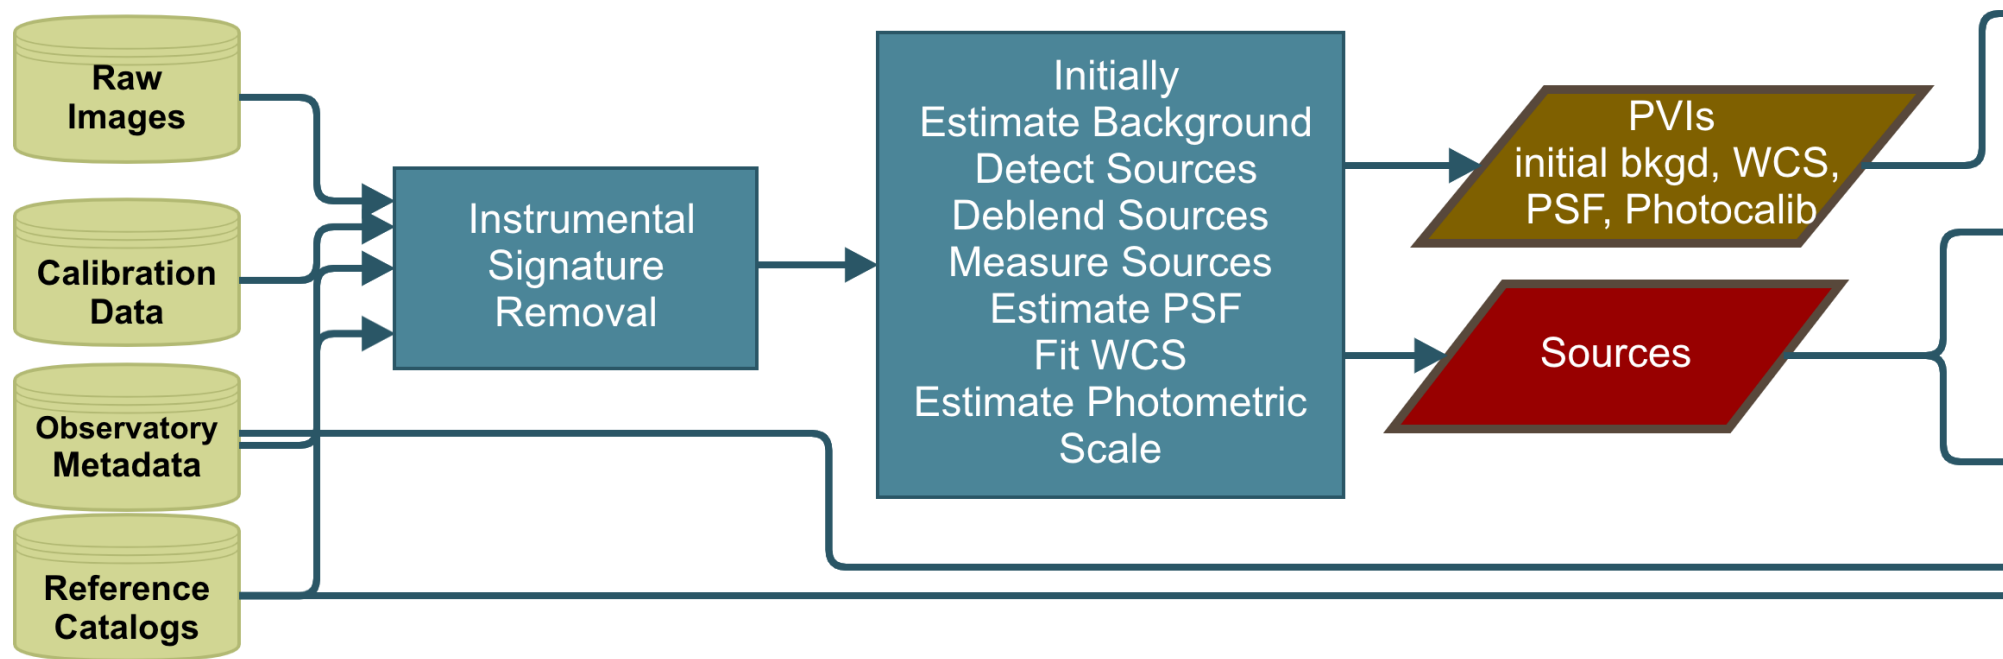 Raw
Images
Calibration
Data
Observatory
Metadata
Reference
Catalogs
Instrumental
Signature
Removal
Initially
Estimate Background
Detect Sources
Deblend Sources
Measure Sources
Estimate PSF
Fit WCS
Estimate Photometric
Scale
PVIs
initial bkgd, WCS,
PSF, Photocalib
Sources